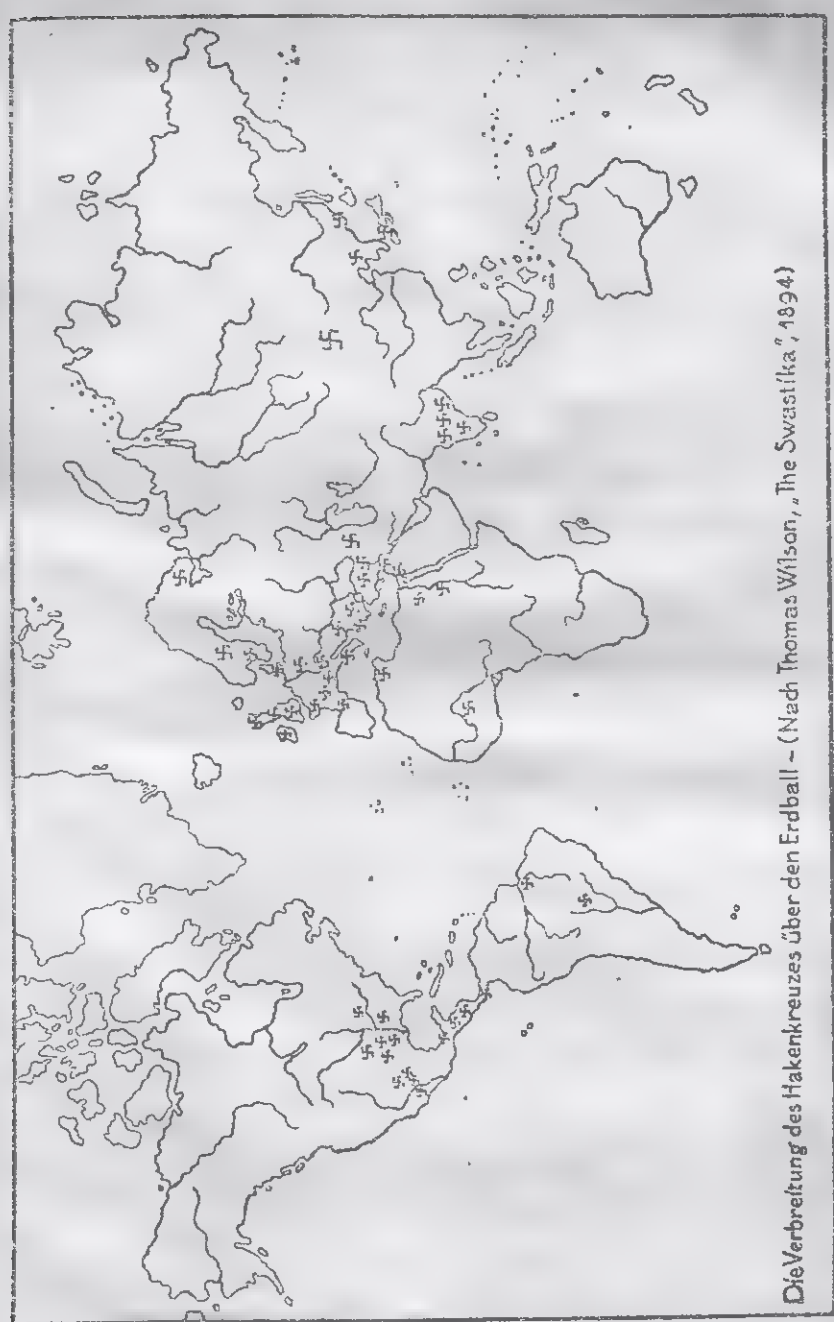 Die Verbreitung des Hakenkreuzes über den Erdball – (Nach Thomas Wilson, „The Swastika", 1894)